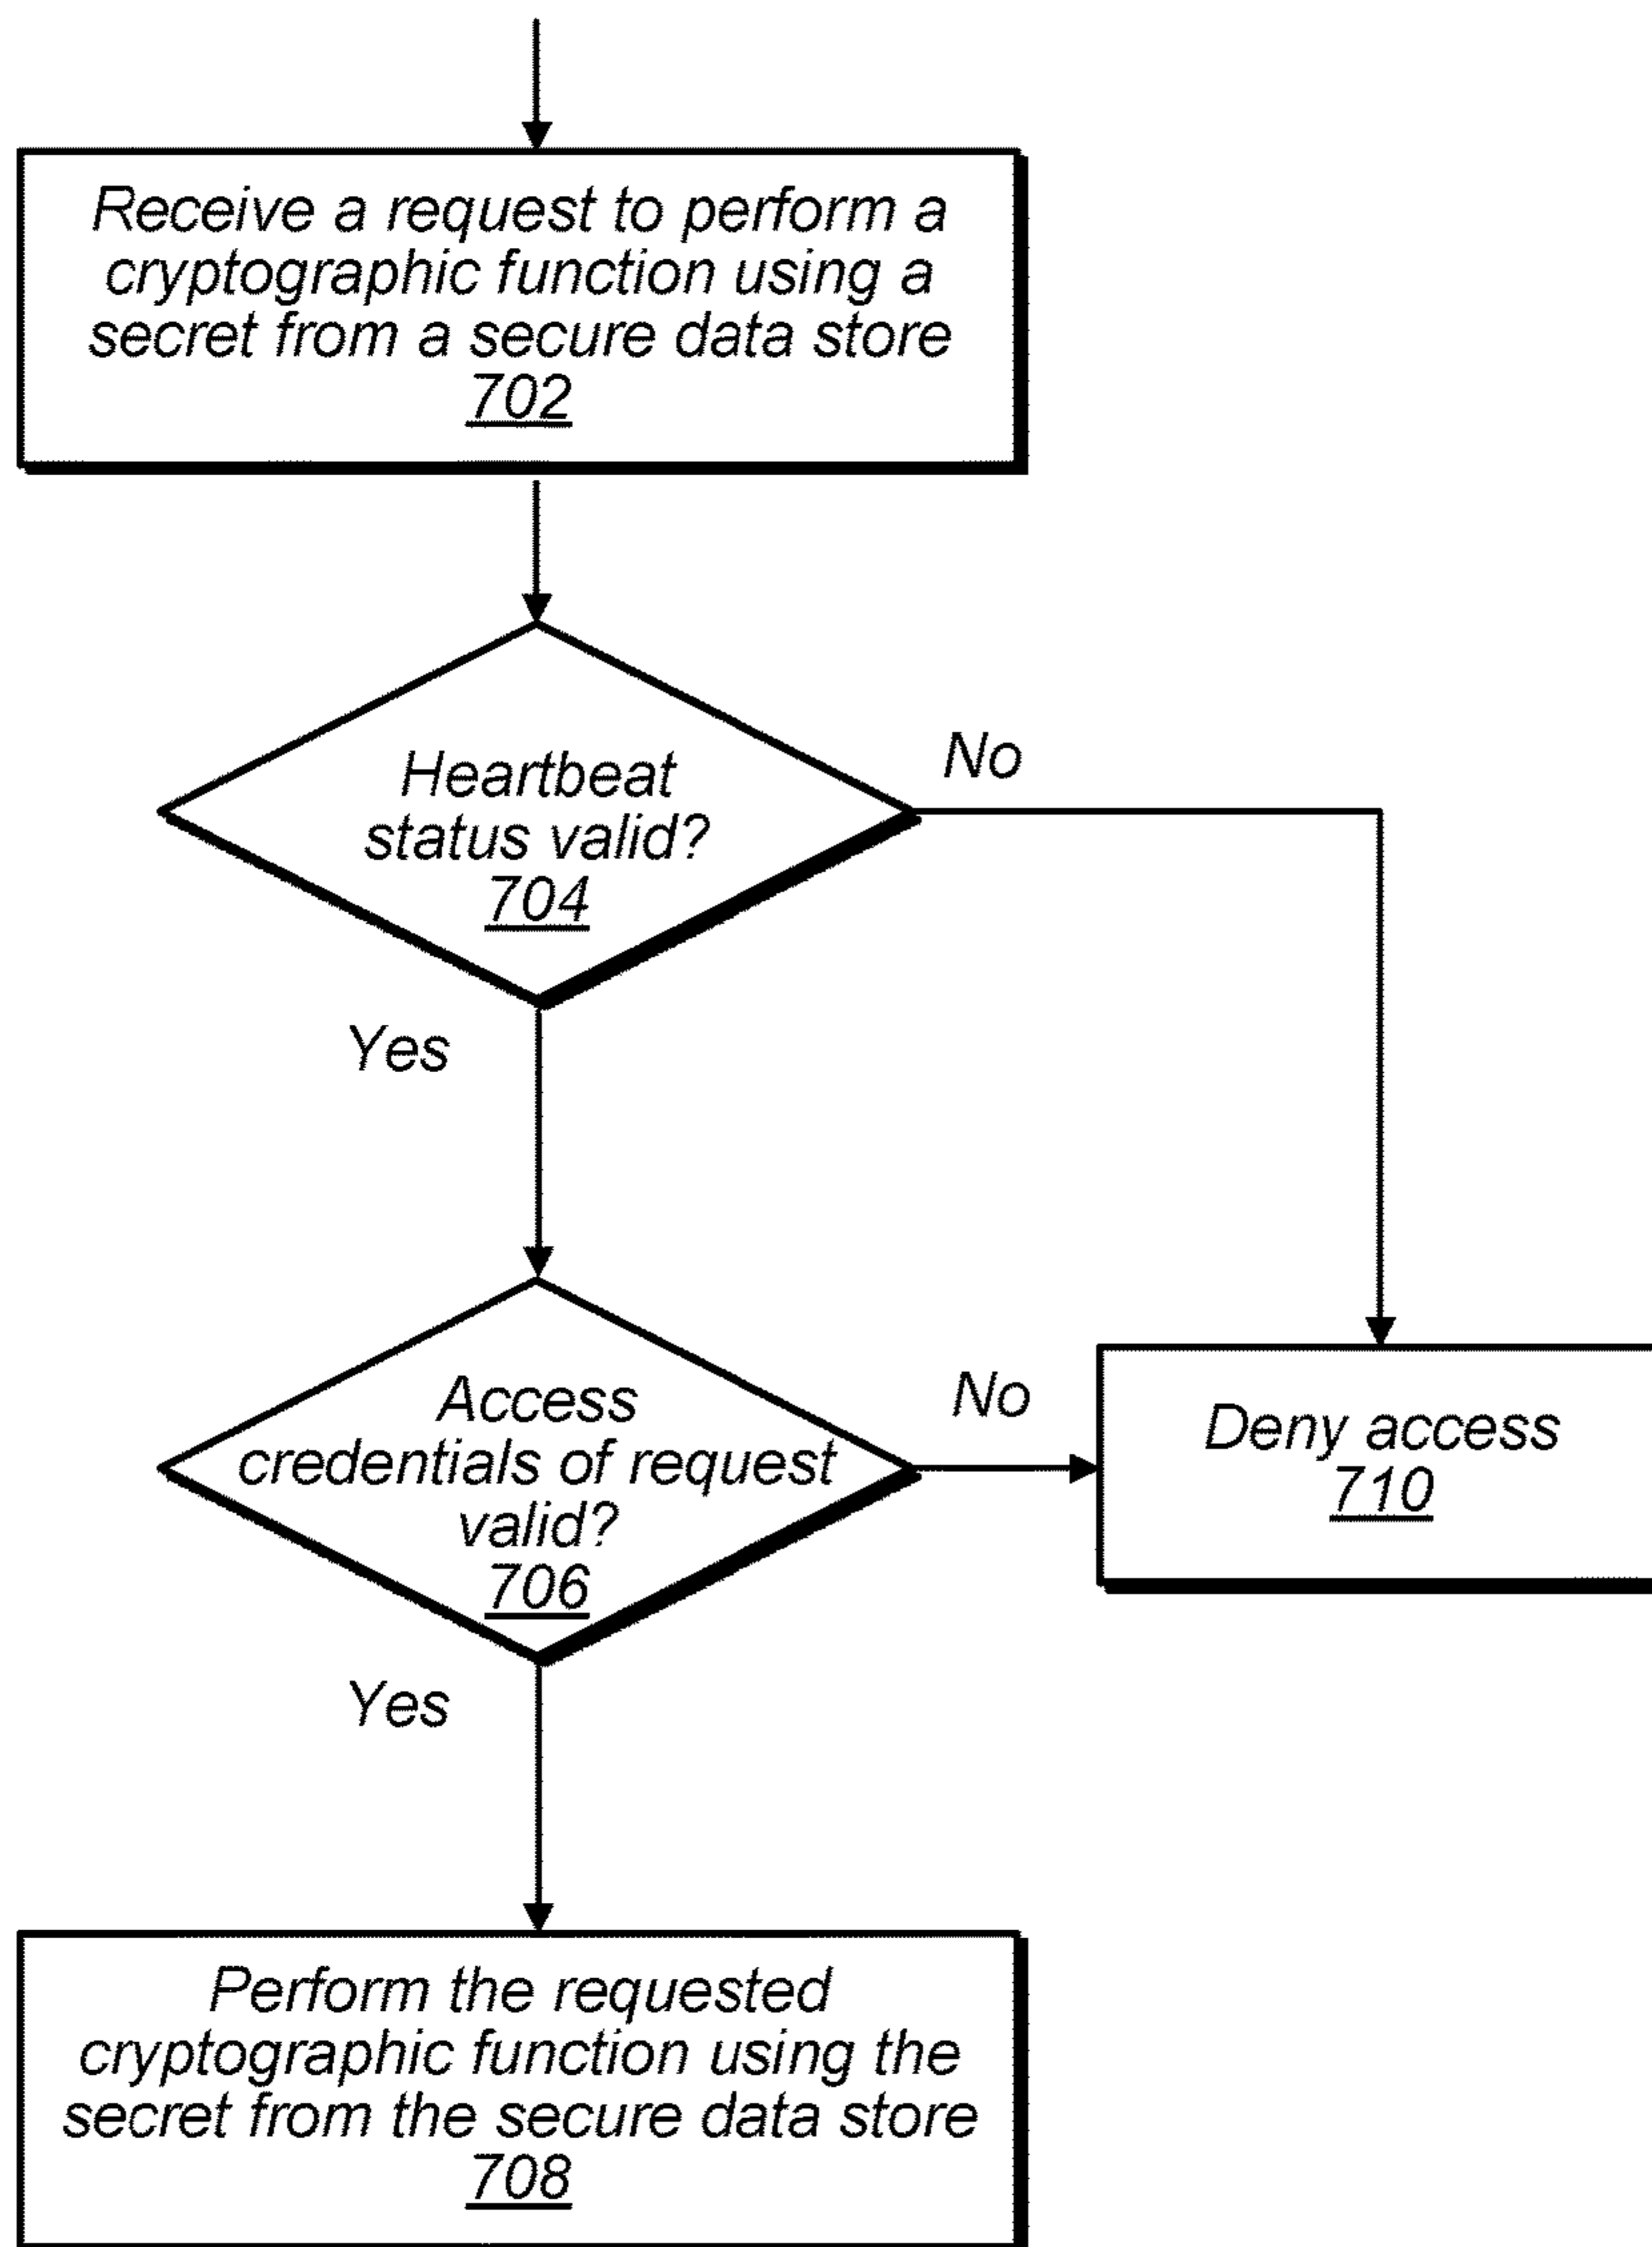 Receive a request to perform a
cryptographic function using a
secret from a secure data store
702
Heartbeat
status valid?
704
No
Yes
Access
credentials of request
valid?
706
No
Deny access
710
Yes
Perform the requested
cryptographic function using the
secret from the secure data store
708